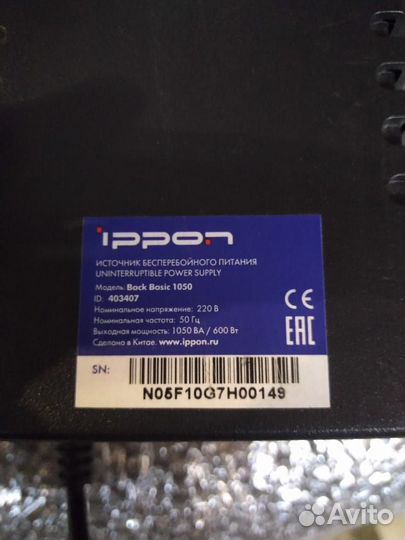 ippon
ИСТОЧНИК БЕСПЕРЕБОЙНОГО ПИТАНИЯ
UNINTERRUPTIBLE POWER SUPPLY
Модель: Back Basic 1050
ID: 403407
Номинальное напряжение: 220 В
Номинальная частота: 50 Гц
Выходная мощность: 1050 ВА / 600 Вт
Сделано в Китае. www.ippon.ru
CE
EAC
SN:
N05F10G7H00149
Avito